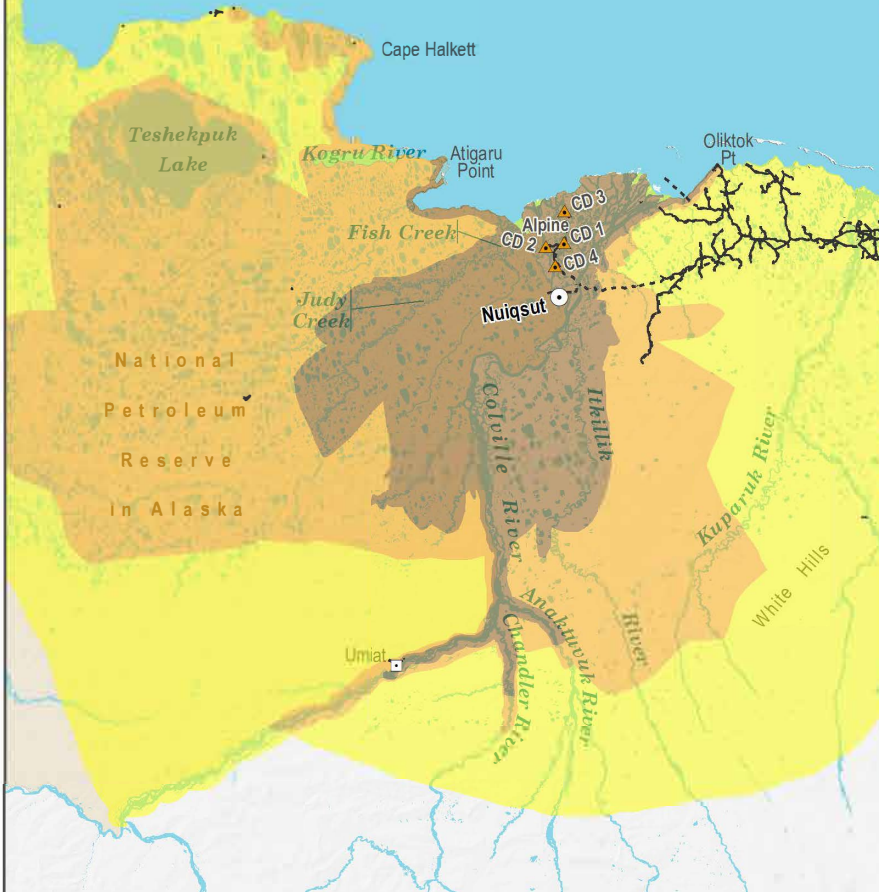 Cape Halkett
Teshekpuk
Lake
Kogru River
Atigaru
Point
Oliktok
Pt
CD 3
Alpine
CD 1
CD 2
CD 4
Fish Creek
Judy
Creek
Nuiqsut
National
Petroleum
Reserve
in Alaska
Colville
River
Itkillik
River
Kuparuk River
White Hills
Anaktuvuk River
Chandler River
Umiat